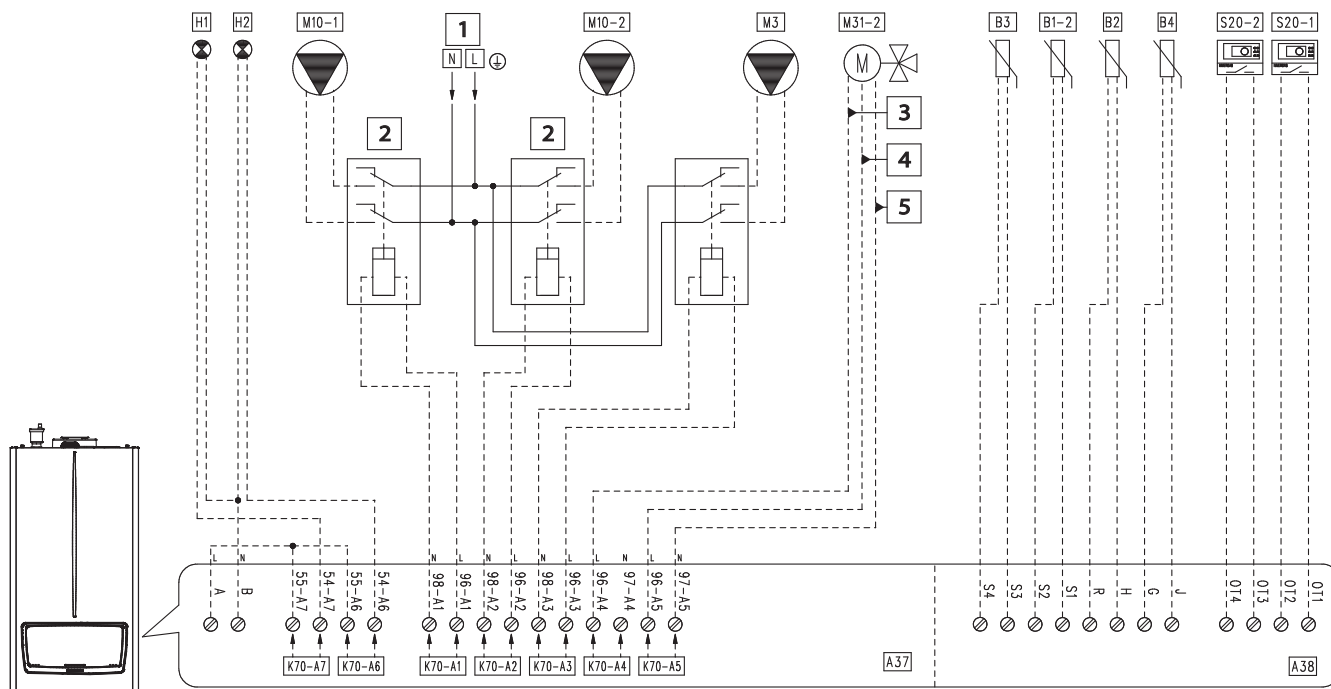 H1 H2 M10-1 1 M10-2 M3 M31-2 B3 B1-2 B2 B4 S20-2 S20-1
N L
M
3
2 2
4
5
L N N L N L N L L N L N
A B 55-A7 54-A7 55-A6 54-A6 98-A1 96-A1 98-A2 96-A2 98-A3 96-A3 96-A4 97-A4 96-A5 97-A5 S4 S3 S2 S1 R H G J OT4 OT3 OT2 OT1
K70-A7 K70-A6 K70-A1 K70-A2 K70-A3 K70-A4 K70-A5 A37 A38